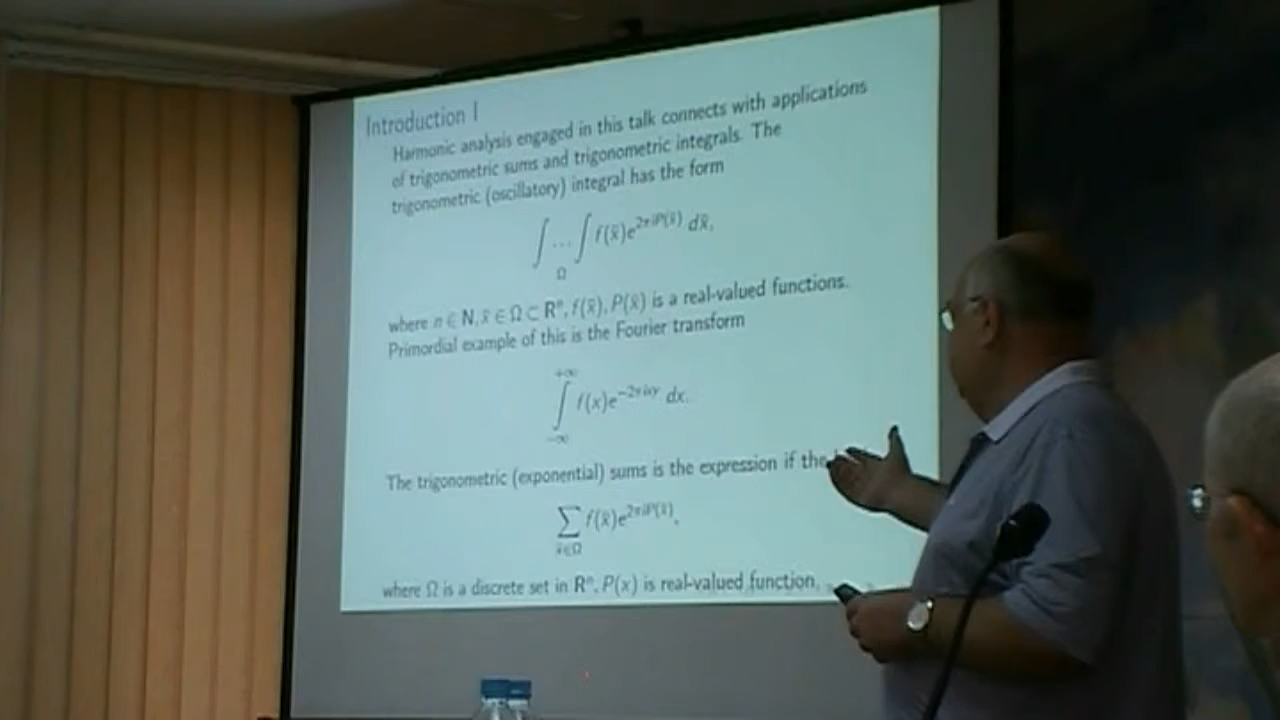 Introduction I
Harmonic analysis engaged in this talk connects with applications
of trigonometric sums and trigonometric integrals. The
trigonometric (oscillatory) integral has the form
∫ ... ∫ f(x̄)e^{2πiP(x̄)} dx̄,
Ω
where n ∈ N, x̄ ∈ Ω ⊂ Rⁿ, f(x̄), P(x̄) is a real-valued functions.
Primordial example of this is the Fourier transform
+∞
∫ f(x)e^{−2πixy} dx.
−∞
The trigonometric (exponential) sums is the expression if the
∑ f(x̄)e^{2πiP(x̄)},
x̄∈Ω
where Ω is a discrete set in Rⁿ, P(x) is real-valued function.